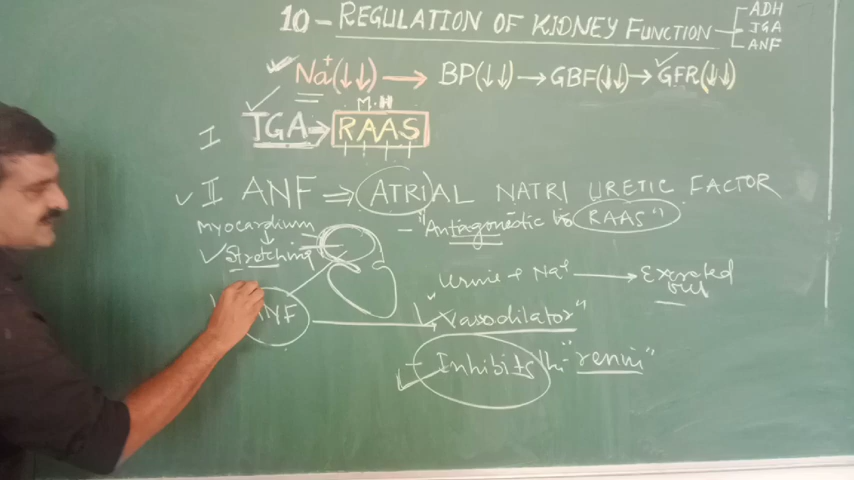 10 - REGULATION OF KIDNEY FUNCTION
ADH
JGA
ANF
Na+(↓↓) → BP(↓↓) → GBF(↓↓) → GFR(↓↓)
M.H
I JGA → RAAS
II ANF ⇒ ATRIAL NATRI URETIC FACTOR
Myocardium
- "Antagonistic to RAAS"
Stretching
Urine + Na+ → Excreted
ANF
Vasodilator"
- Inhibits the "renin"